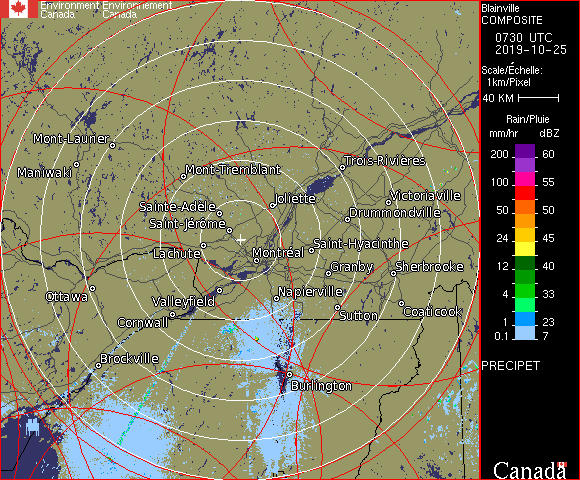 Environment Environnement
Canada Canada
Blainville
COMPOSITE
0730 UTC
2019-10-25
Scale/Échelle:
1km/Pixel
40 KM
Rain/Pluie
mm/hr dBZ
200 60
100 55
50 50
24 45
12 40
4 33
1 23
0.1 7
PRECIPET
Canada
Mont-Laurier
Maniwaki
Mont-Tremblant
Trois-Rivières
Joliette
Victoriaville
Sainte-Adèle
Drummondville
Saint-Jérôme
Lachute
Saint-Hyacinthe
Montréal
Granby
Sherbrooke
Ottawa
Valleyfield
Napierville
Cornwall
Sutton
Coaticook
Brockville
Burlington